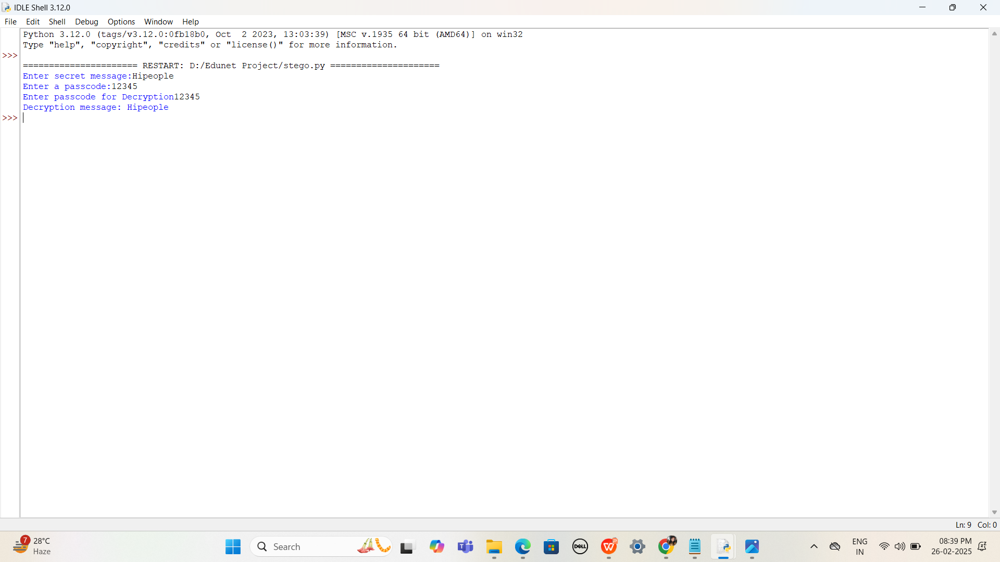 IDLE Shell 3.12.0
File Edit Shell Debug Options Window Help
Python 3.12.0 (tags/v3.12.0:0fb18b0, Oct  2 2023, 13:03:39) [MSC v.1935 64 bit (AMD64)] on win32
Type "help", "copyright", "credits" or "license()" for more information.
>>>
====================== RESTART: D:/Edunet Project/stego.py =====================
Enter secret message:Hipeople
Enter a passcode:12345
Enter passcode for Decryption12345
Decryption message: Hipeople
>>>
Ln: 9 Col: 0
7 28°C
Haze
Search
DELL
ENG
IN
08:39 PM
26-02-2025